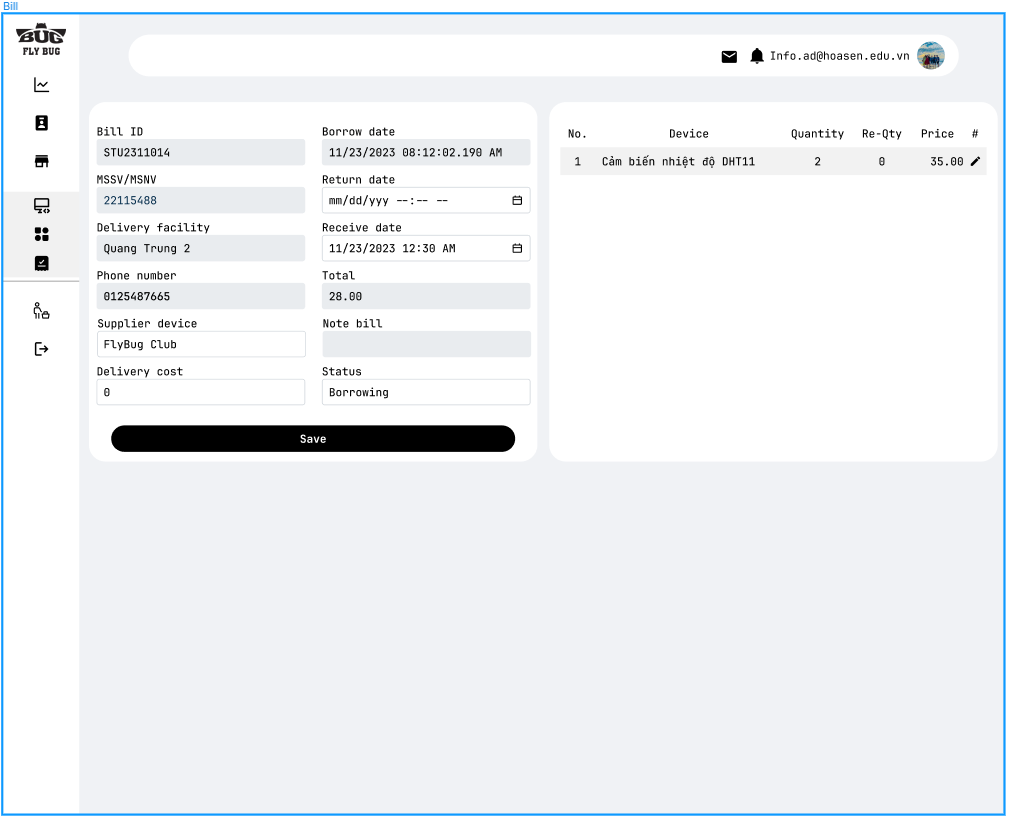 Bill
BUG
FLY BUG
Info.ad@hoasen.edu.vn
Bill ID
STU2311014
Borrow date
11/23/2023 08:12:02.190 AM
MSSV/MSNV
22115488
Return date
mm/dd/yyy --:-- --
Delivery facility
Quang Trung 2
Receive date
11/23/2023 12:30 AM
Phone number
0125487665
Total
28.00
Supplier device
FlyBug Club
Note bill
Delivery cost
0
Status
Borrowing
Save
No. Device Quantity Re-Qty Price #
1 Cảm biến nhiệt độ DHT11 2 0 35.00